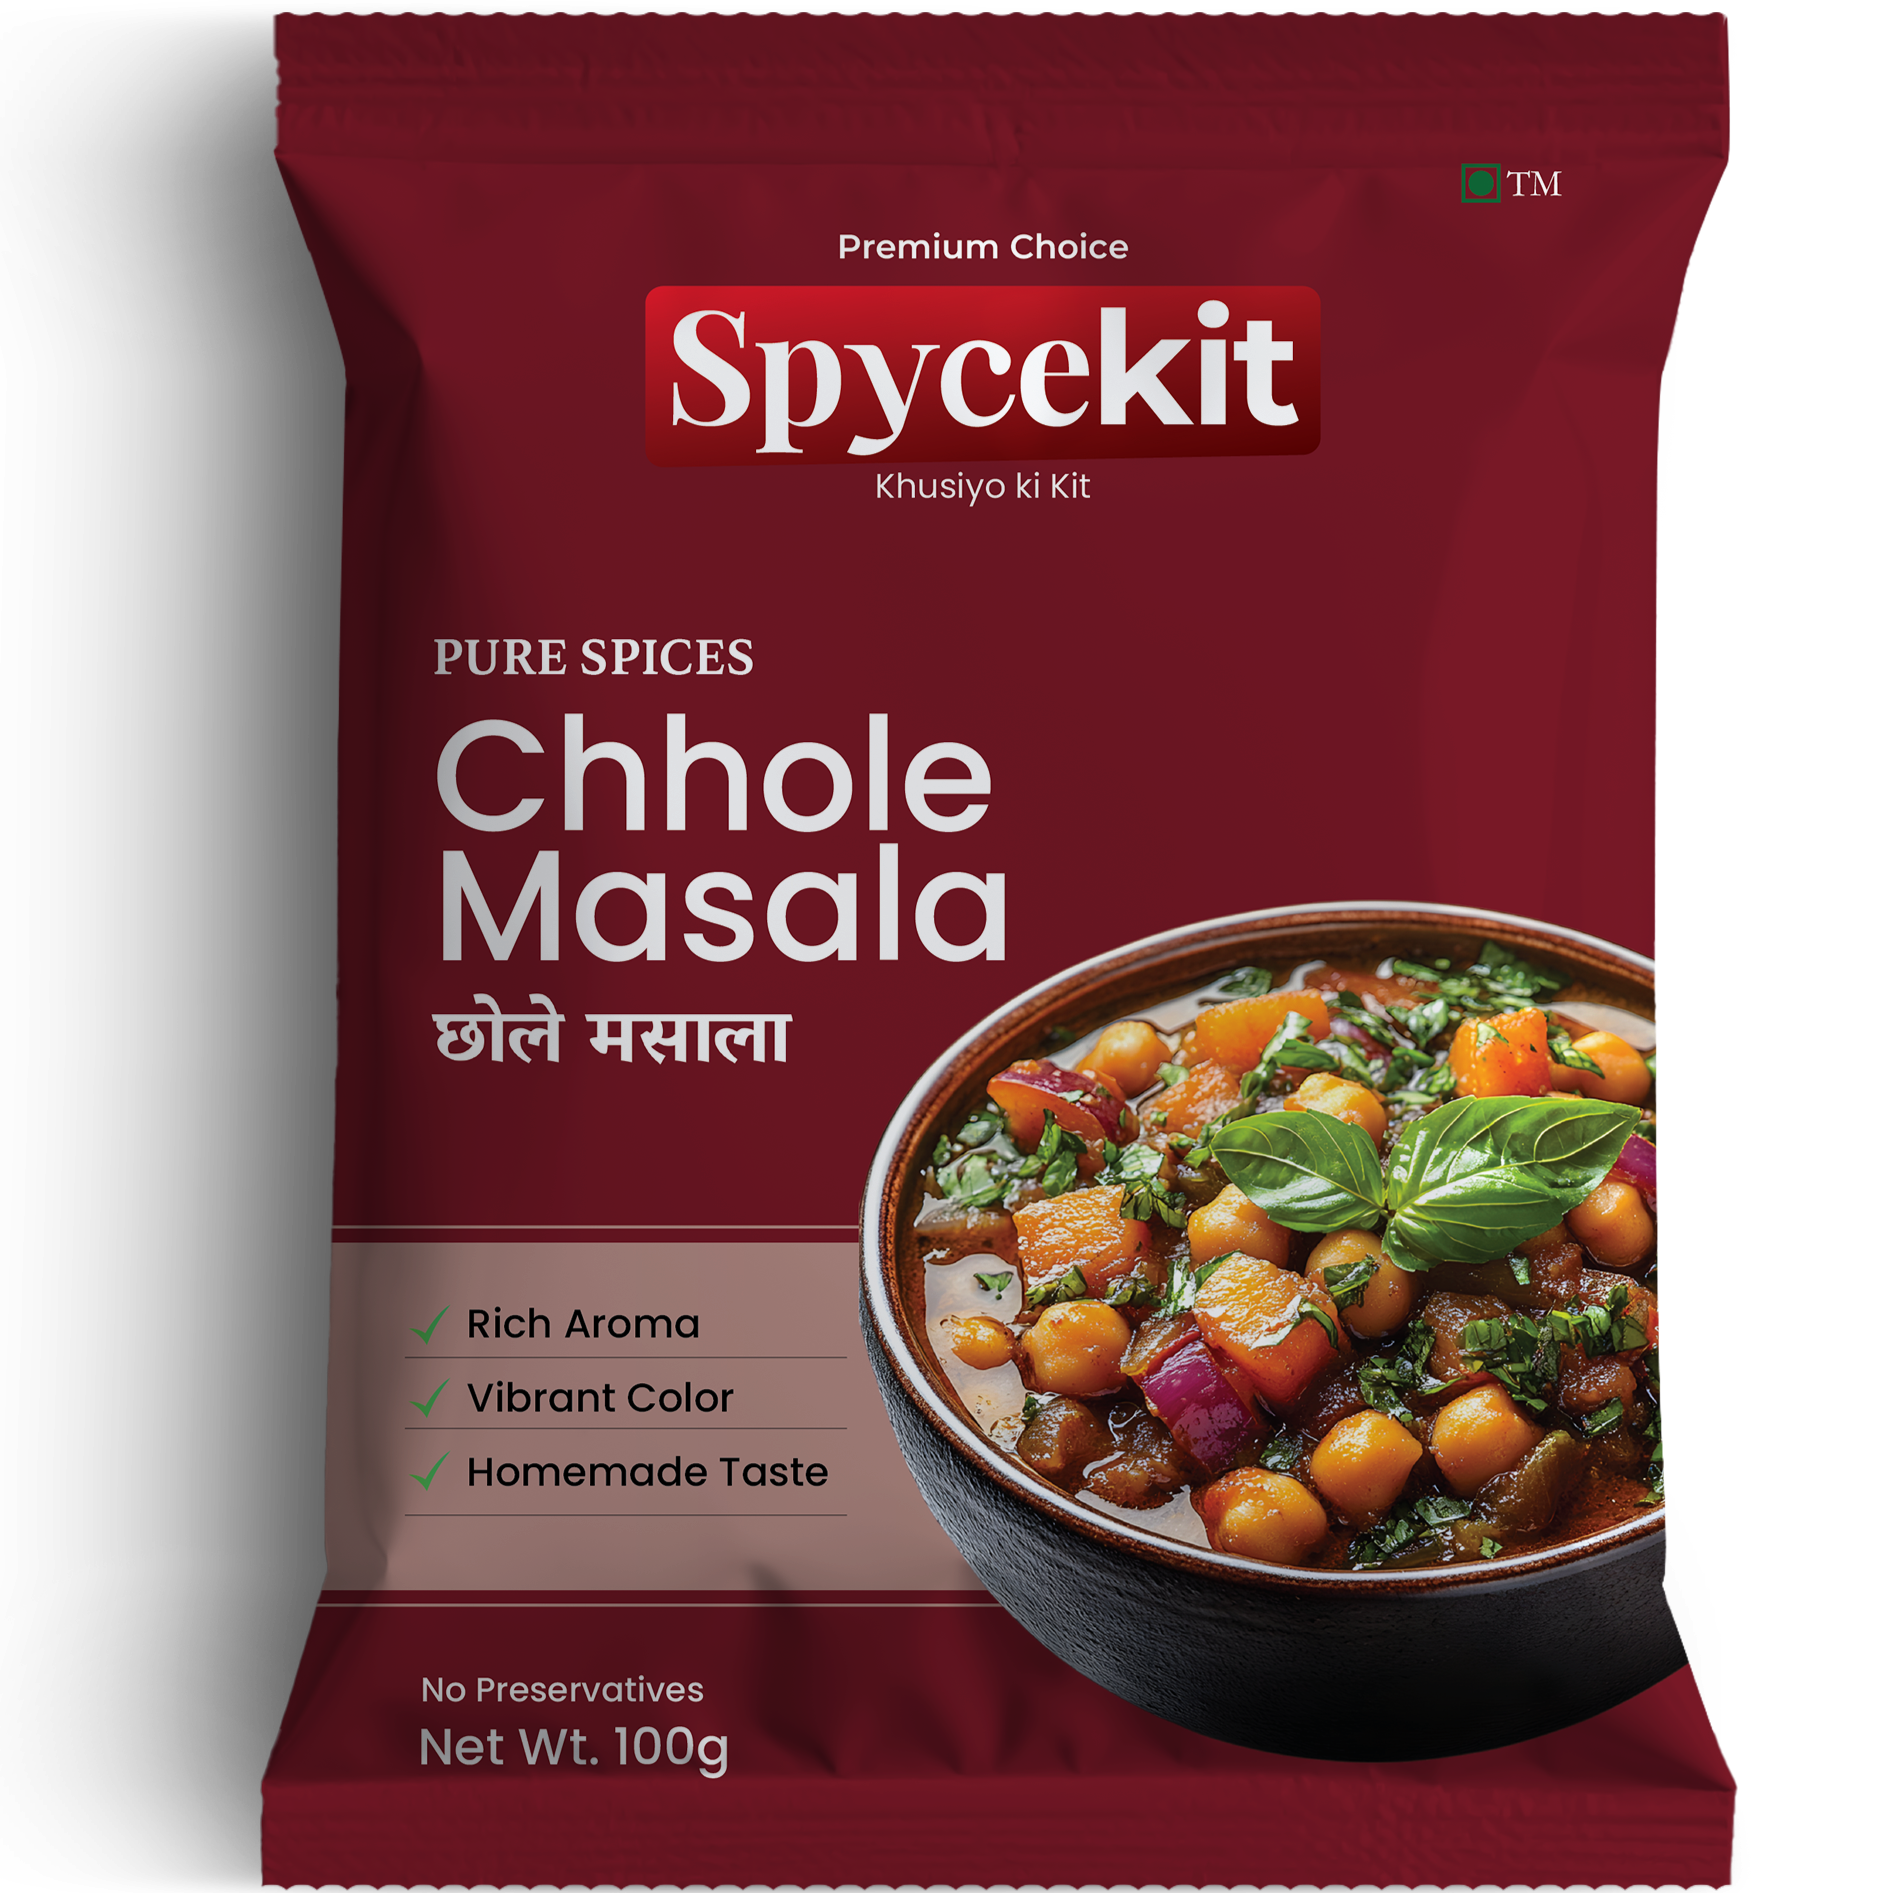 TM
Premium Choice
Spycekit
Khusiyo ki Kit
PURE SPICES
Chhole
Masala
छोले मसाला
Rich Aroma
Vibrant Color
Homemade Taste
No Preservatives
Net Wt. 100g